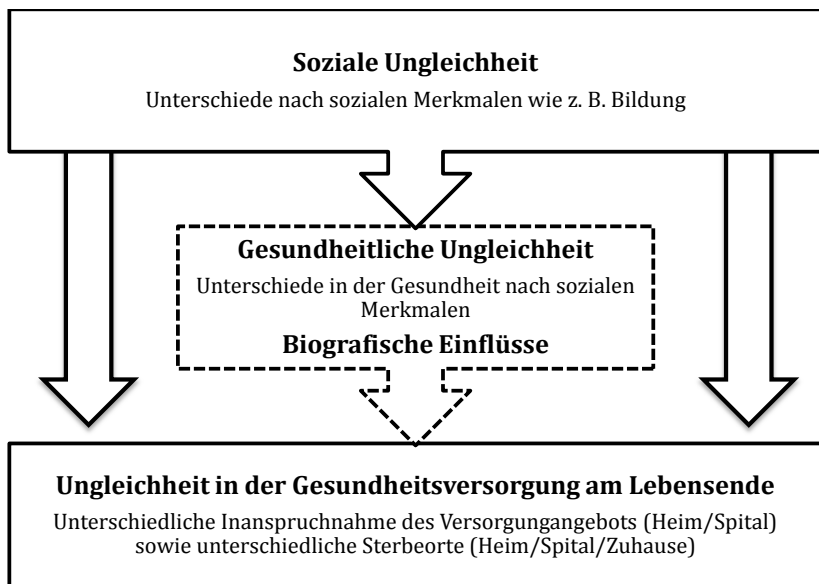 Soziale Ungleichheit
Unterschiede nach sozialen Merkmalen wie z. B. Bildung
Gesundheitliche Ungleichheit
Unterschiede in der Gesundheit nach sozialen
Merkmalen
Biografische Einflüsse
Ungleichheit in der Gesundheitsversorgung am Lebensende
Unterschiedliche Inanspruchnahme des Versorgungangebots (Heim/Spital)
sowie unterschiedliche Sterbeorte (Heim/Spital/Zuhause)